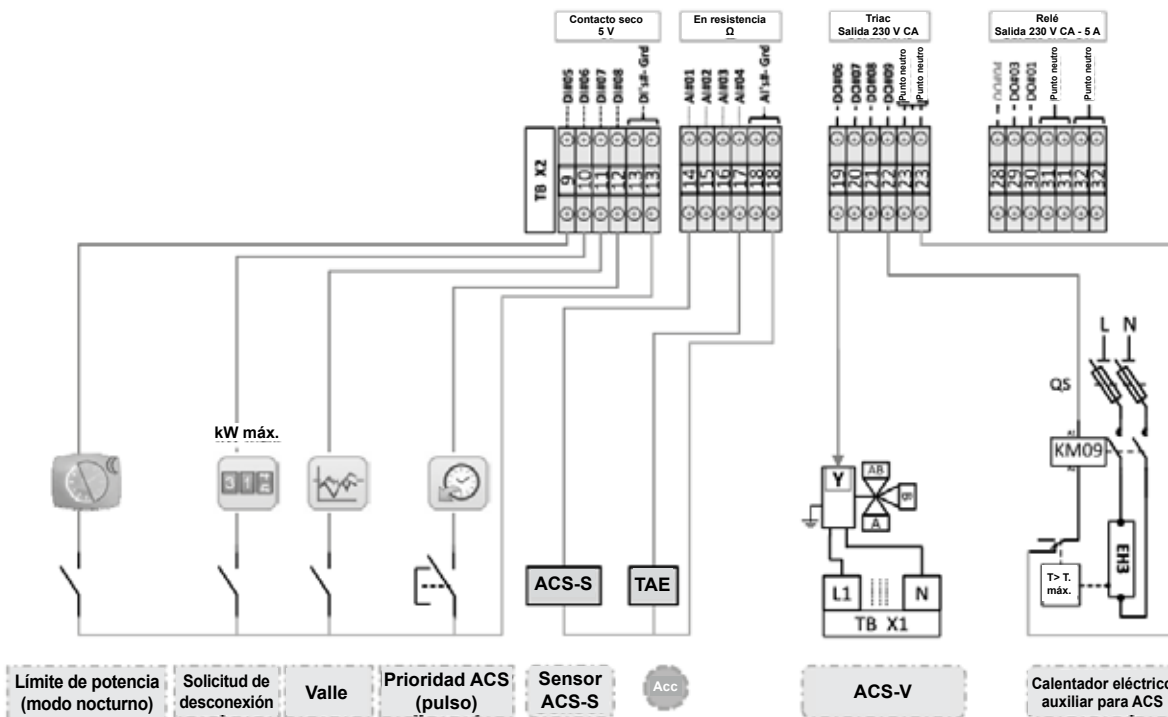 Contacto seco
5 V
En resistencia
Ω
Triac
Salida 230 V CA
Relé
Salida 230 V CA - 5 A
DI#05
DI#06
DI#07
DI#08
DI's#- Grd
AI#01
AI#02
AI#03
AI#04
AI's#- Grd
- DO#06
- DO#07
- DO#08
- DO#09
Punto neutro
Punto neutro
- DO#03
- DO#01
Punto neutro
Punto neutro
TB X2
9
10
11
12
13
13
14
15
16
17
18
18
19
20
21
22
23
23
28
29
30
31
31
32
32
L N
QS
KM09
kW máx.
Y
AB
B
A
EH3
T> T.
máx.
ACS-S
TAE
L1
N
TB X1
Límite de potencia
(modo nocturno)
Solicitud de
desconexión
Valle
Prioridad ACS
(pulso)
Sensor
ACS-S
Acc
ACS-V
Calentador eléctrico
auxiliar para ACS